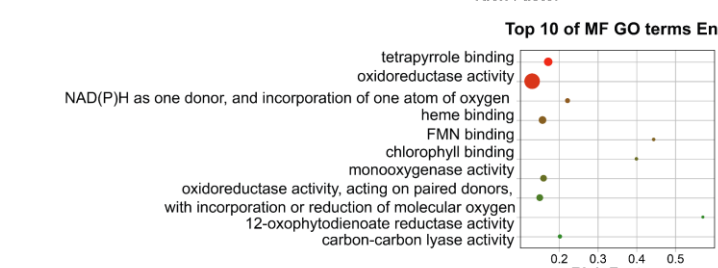 Top 10 of MF GO terms En
tetrapyrrole binding
oxidoreductase activity
NAD(P)H as one donor, and incorporation of one atom of oxygen
heme binding
FMN binding
chlorophyll binding
monooxygenase activity
oxidoreductase activity, acting on paired donors,
with incorporation or reduction of molecular oxygen
12-oxophytodienoate reductase activity
carbon-carbon lyase activity
0.2 0.3 0.4 0.5